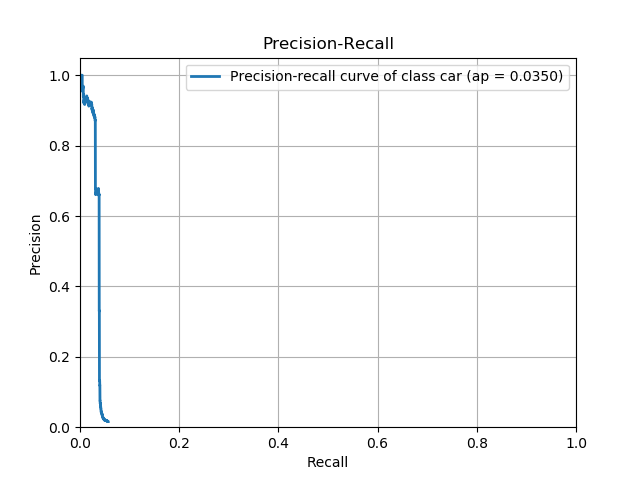 Precision-Recall
Precision-recall curve of class car (ap = 0.0350)
1.0
0.8
0.6
0.4
0.2
0.0
Precision
0.0 0.2 0.4 0.6 0.8 1.0
Recall